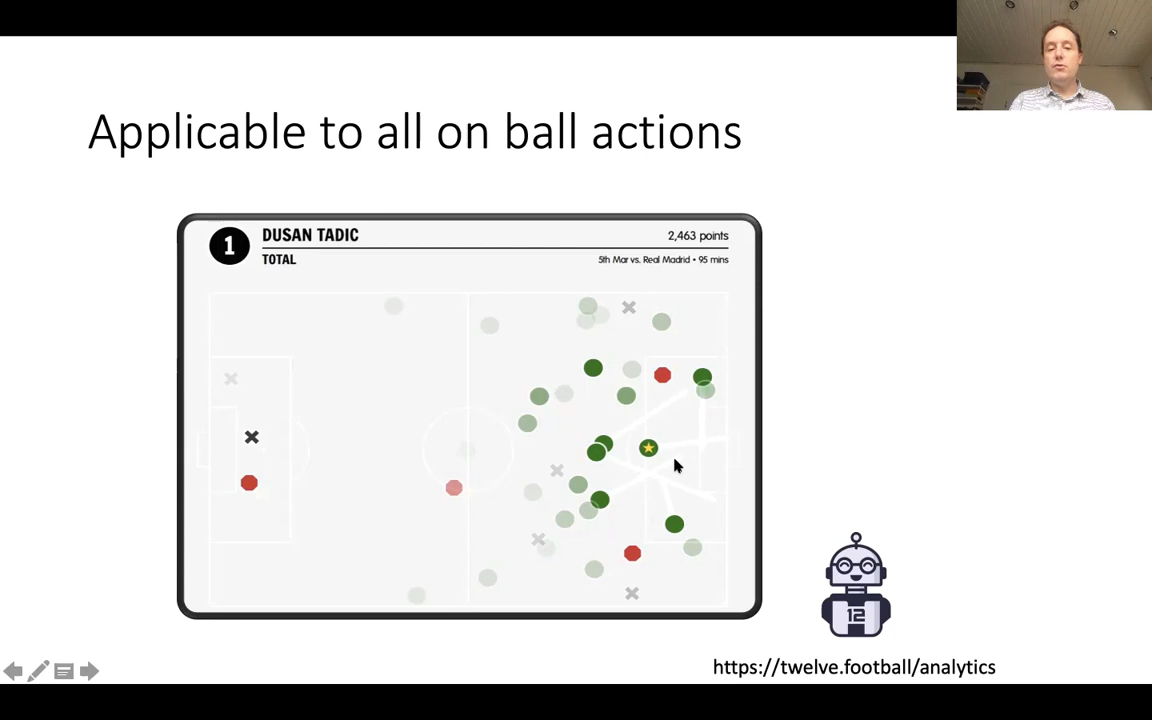 Applicable to all on ball actions
1
DUSAN TADIC
2,463 points
TOTAL
5th Mar vs. Real Madrid • 95 mins
12
https://twelve.football/analytics